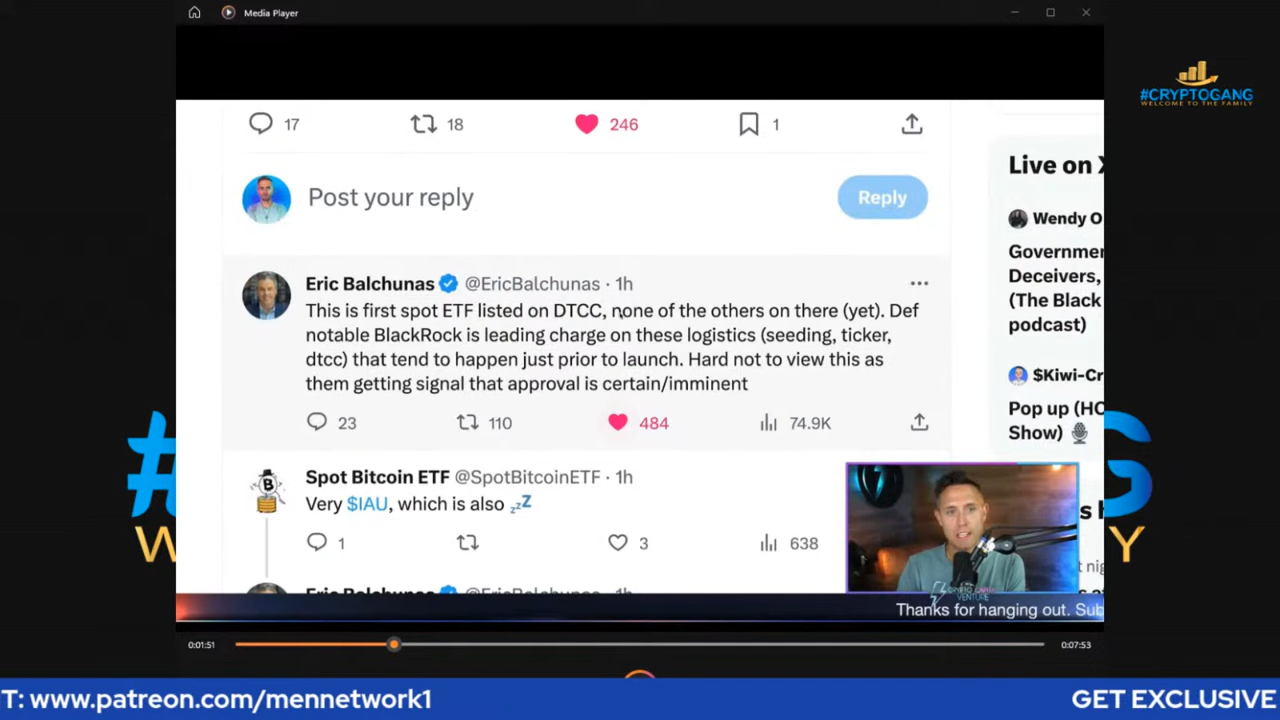 Media Player
#CRYPTOGANG
WELCOME TO THE FAMILY
17
18
246
1
Post your reply
Reply
Live on X
Wendy O
Governmen
Deceivers,
(The Black
podcast)
$Kiwi-Cr
Pop up (HO
Show)
Eric Balchunas @EricBalchunas · 1h
This is first spot ETF listed on DTCC, none of the others on there (yet). Def
notable BlackRock is leading charge on these logistics (seeding, ticker,
dtcc) that tend to happen just prior to launch. Hard not to view this as
them getting signal that approval is certain/imminent
23
110
484
74.9K
Spot Bitcoin ETF @SpotBitcoinETF · 1h
Very $IAU, which is also zzZ
1
3
638
Eric Balchunas @EricBalchunas · 1h
VENTURE
Thanks for hanging out. Sub
0:01:51
0:07:53
T: www.patreon.com/mennetwork1
GET EXCLUSIVE